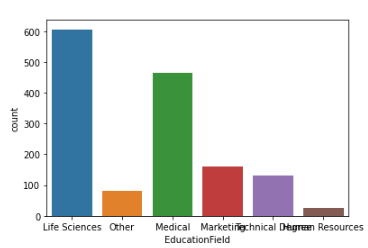 600
500
400
300
200
100
0
count
Life Sciences Other Medical Marketing Technical Degree Human Resources
EducationField